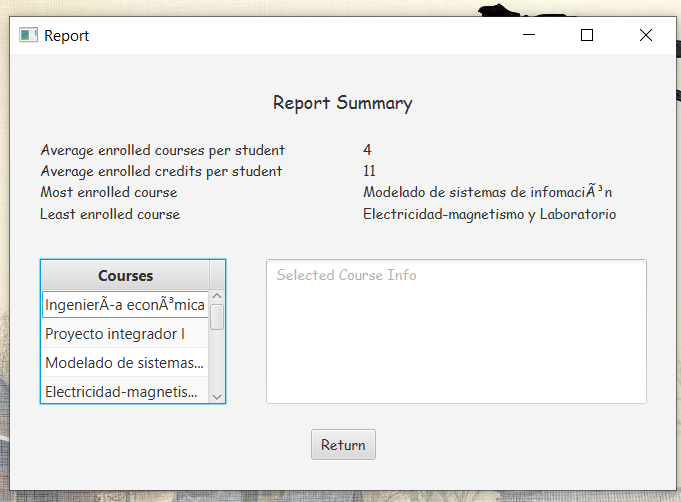 Report
Report Summary
Average enrolled courses per student 4
Average enrolled credits per student 11
Most enrolled course Modelado de sistemas de infomaciÃ³n
Least enrolled course Electricidad-magnetismo y Laboratorio
Courses
IngenierÃ-a econÃ³mica
Proyecto integrador I
Modelado de sistemas...
Electricidad-magnetis...
Selected Course Info
Return